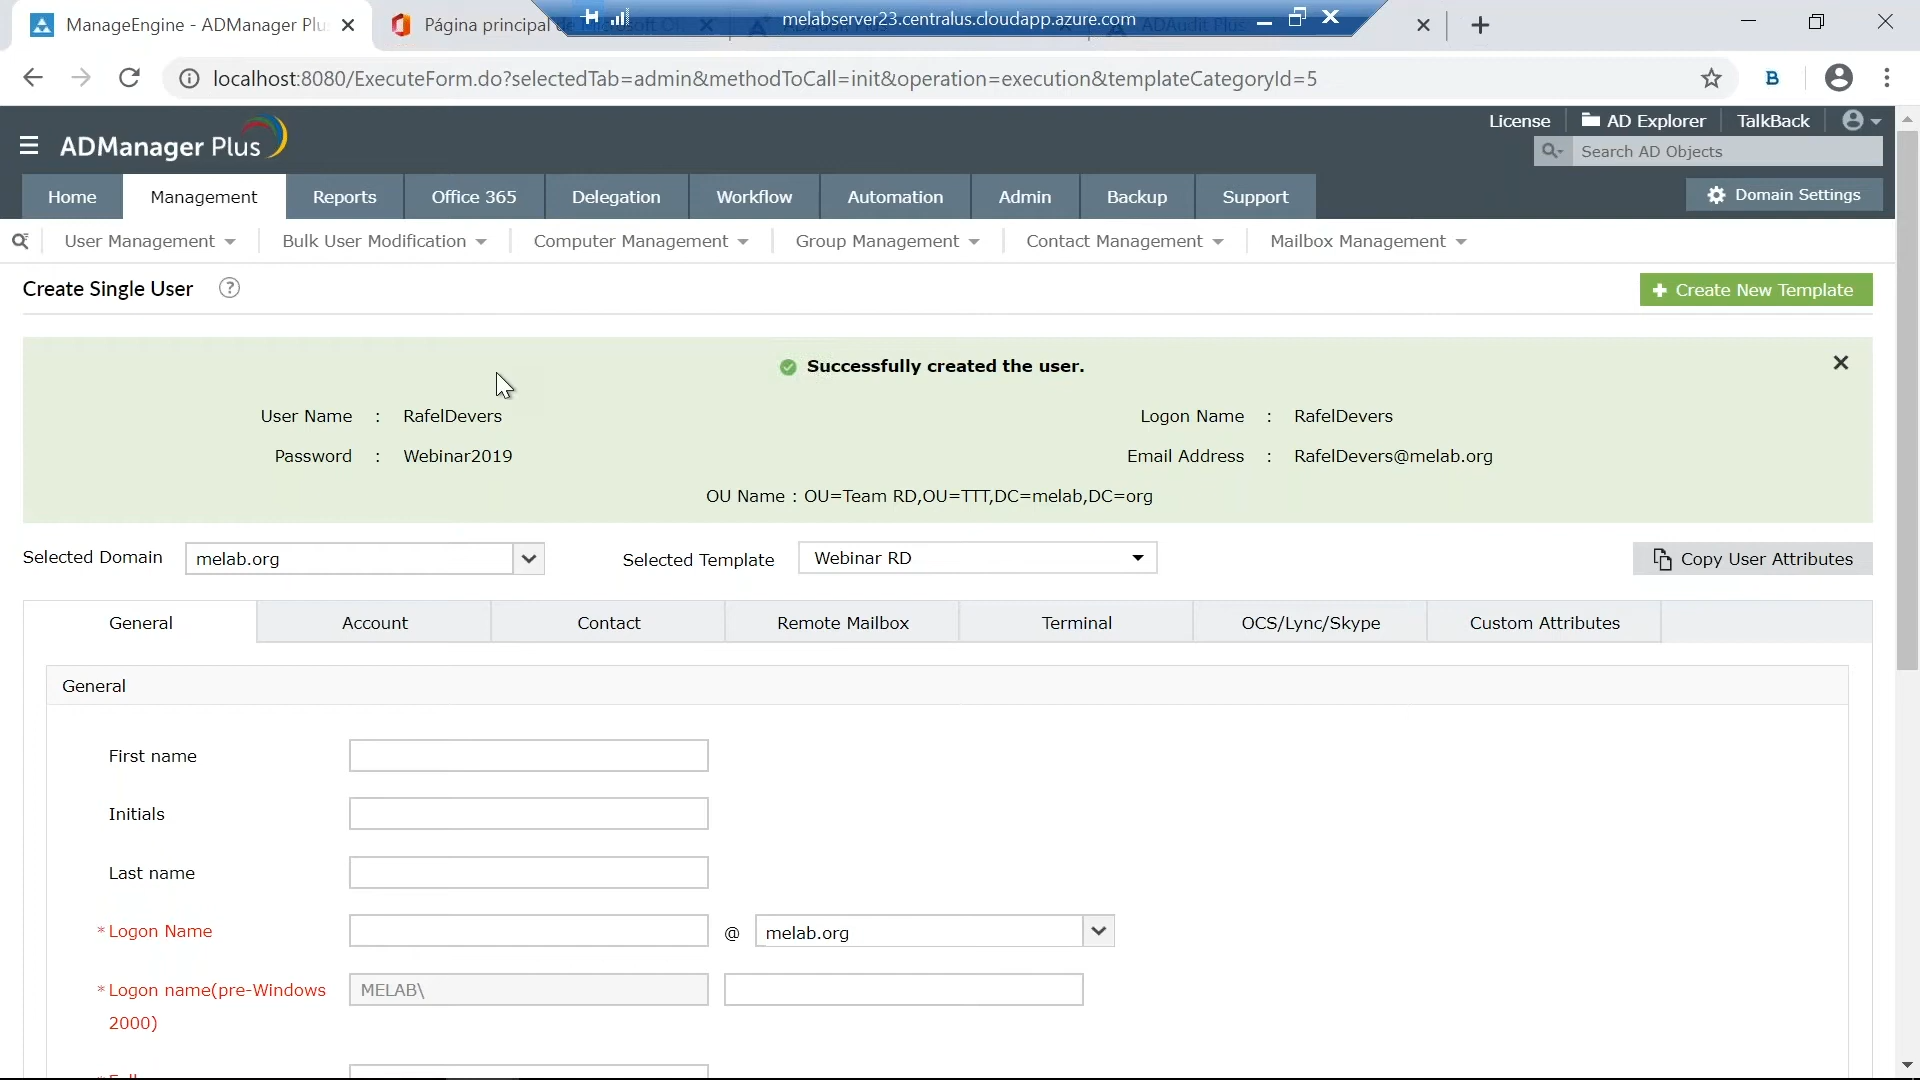 ManageEngine - ADManager Plu
Página principal de Microsoft Of
melabserver23.centralus.cloudapp.azure.com
ADAudit Plus
localhost:8080/ExecuteForm.do?selectedTab=admin&methodToCall=init&operation=execution&templateCategoryId=5
License AD Explorer TalkBack
ADManager Plus
Search AD Objects
Home Management Reports Office 365 Delegation Workflow Automation Admin Backup Support Domain Settings
User Management Bulk User Modification Computer Management Group Management Contact Management Mailbox Management
Create Single User ? + Create New Template
Successfully created the user.
User Name : RafelDevers Logon Name : RafelDevers
Password : Webinar2019 Email Address : RafelDevers@melab.org
OU Name : OU=Team RD,OU=TTT,DC=melab,DC=org
Selected Domain melab.org Selected Template Webinar RD Copy User Attributes
General Account Contact Remote Mailbox Terminal OCS/Lync/Skype Custom Attributes
General
First name
Initials
Last name
* Logon Name @ melab.org
* Logon name(pre-Windows MELAB\
2000)